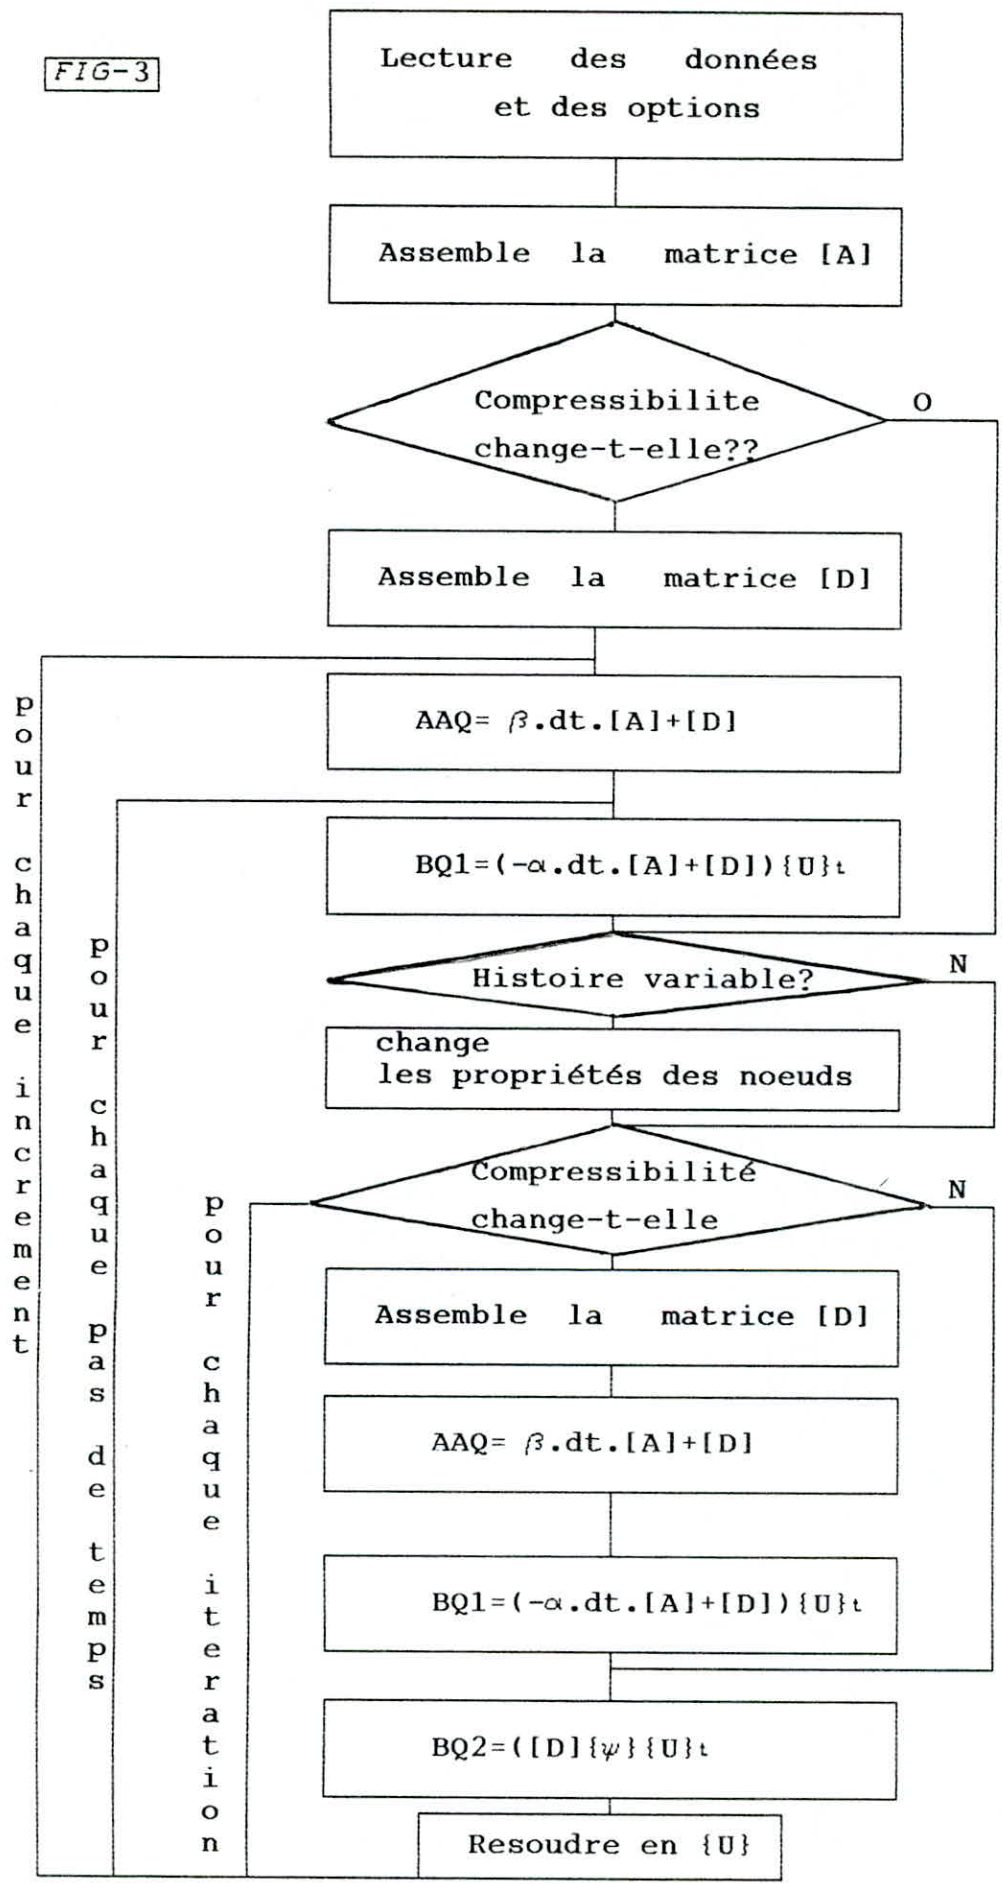 FIG-3
Lecture des données
et des options
Assemble la matrice [A]
Compressibilite
change-t-elle??
O
Assemble la matrice [D]
AAQ= β.dt.[A]+[D]
BQ1=(-α.dt.[A]+[D]){U}t
Histoire variable?
N
change
les propriétés des noeuds
Compressibilité
change-t-elle
N
Assemble la matrice [D]
AAQ= β.dt.[A]+[D]
BQ1=(-α.dt.[A]+[D]){U}t
BQ2=([D]{ψ}{U}t
Resoudre en {U}
pour chaque increment
pour chaque pas de temps
pour chaque iteration